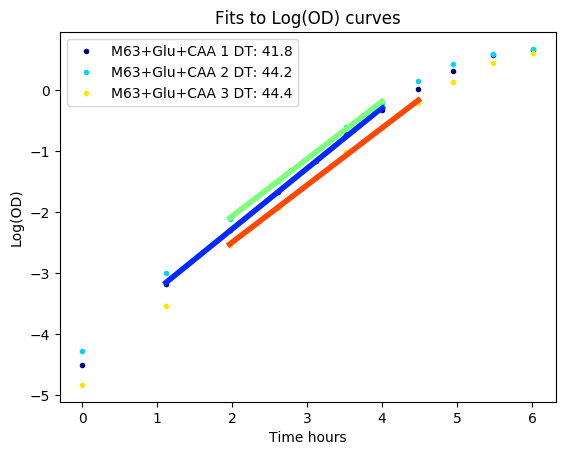 Fits to Log(OD) curves
M63+Glu+CAA 1 DT: 41.8
M63+Glu+CAA 2 DT: 44.2
M63+Glu+CAA 3 DT: 44.4
Log(OD)
0
−1
−2
−3
−4
−5
0 1 2 3 4 5 6
Time hours